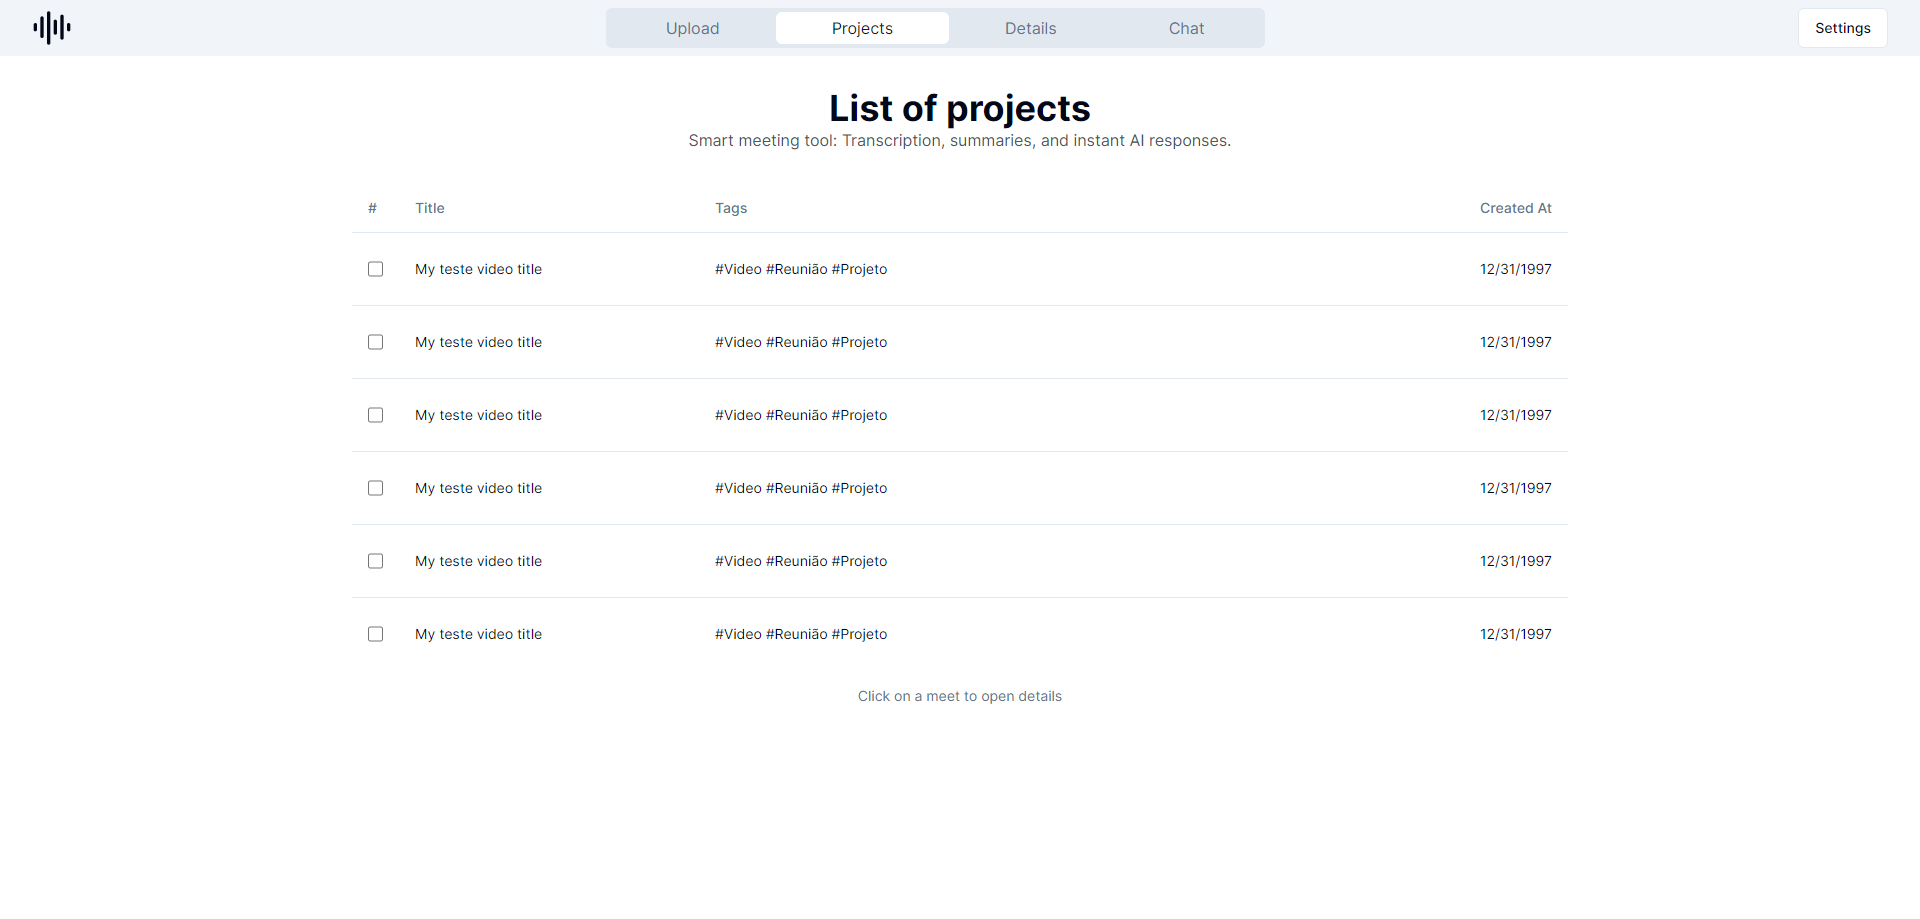 Upload Projects Details Chat Settings
List of projects
Smart meeting tool: Transcription, summaries, and instant AI responses.
# Title Tags Created At
My teste video title #Video #Reunião #Projeto 12/31/1997
My teste video title #Video #Reunião #Projeto 12/31/1997
My teste video title #Video #Reunião #Projeto 12/31/1997
My teste video title #Video #Reunião #Projeto 12/31/1997
My teste video title #Video #Reunião #Projeto 12/31/1997
My teste video title #Video #Reunião #Projeto 12/31/1997
Click on a meet to open details